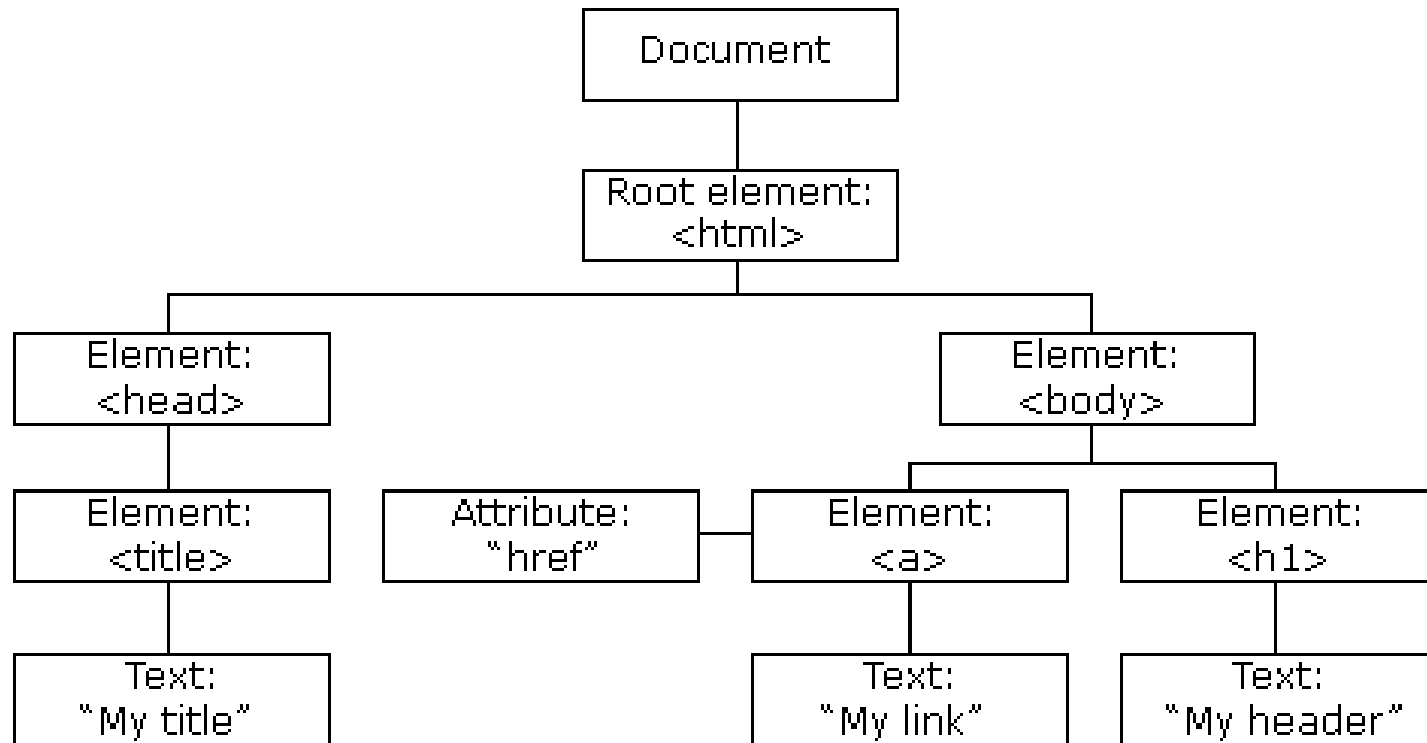 Document
Root element:
<html>
Element:
<head>
Element:
<body>
Element:
<title>
Attribute:
“href”
Element:
<a>
Element:
<h1>
Text:
“My title”
Text:
“My link”
Text:
“My header”